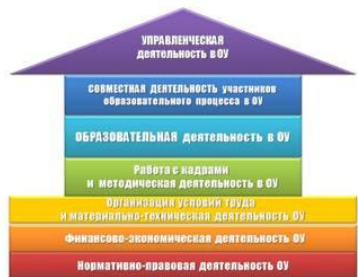 УПРАВЛЕНЧЕСКАЯ
деятельность в ОУ
СОВМЕСТНАЯ ДЕЯТЕЛЬНОСТЬ участников
образовательного процесса в ОУ
ОБРАЗОВАТЕЛЬНАЯ деятельность в ОУ
Работа с кадрами
и методическая деятельность в ОУ
Организация условий труда
и материально-техническая деятельность ОУ
Финансово-экономическая деятельность ОУ
Нормативно-правовая деятельность ОУ